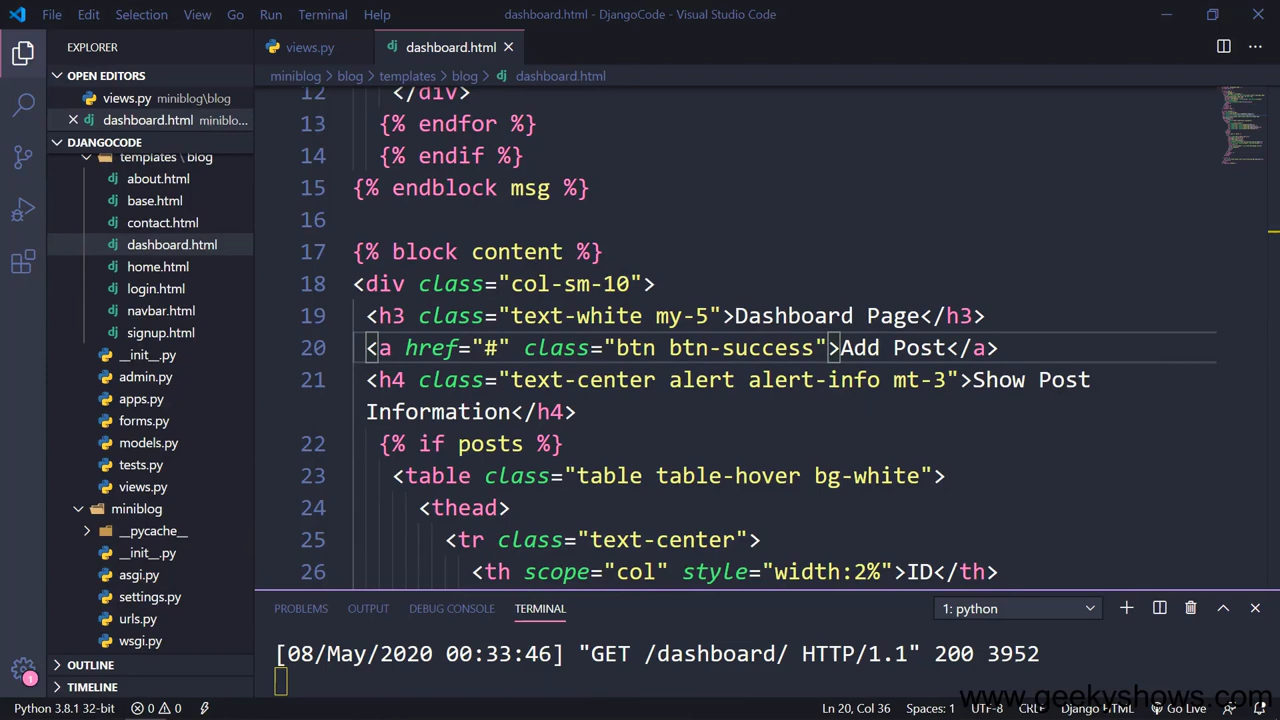 File Edit Selection View Go Run Terminal Help dashboard.html - DjangoCode - Visual Studio Code
EXPLORER
OPEN EDITORS
views.py miniblog\blog
dashboard.html miniblo...
DJANGOCODE
templates \ blog
about.html
base.html
contact.html
dashboard.html
home.html
login.html
navbar.html
signup.html
__init__.py
admin.py
apps.py
forms.py
models.py
tests.py
views.py
miniblog
__pycache__
__init__.py
asgi.py
settings.py
urls.py
wsgi.py
OUTLINE
TIMELINE
views.py dashboard.html
miniblog > blog > templates > blog > dashboard.html
12 </div>
13 {% endfor %}
14 {% endif %}
15 {% endblock msg %}
16
17 {% block content %}
18 <div class="col-sm-10">
19 <h3 class="text-white my-5">Dashboard Page</h3>
20 <a href="#" class="btn btn-success">Add Post</a>
21 <h4 class="text-center alert alert-info mt-3">Show Post
Information</h4>
22 {% if posts %}
23 <table class="table table-hover bg-white">
24 <thead>
25 <tr class="text-center">
26 <th scope="col" style="width:2%">ID</th>
PROBLEMS OUTPUT DEBUG CONSOLE TERMINAL 1: python
[08/May/2020 00:33:46] "GET /dashboard/ HTTP/1.1" 200 3952
www.geekyshows.com
1
Python 3.8.1 32-bit 0 0 Ln 20, Col 36 Spaces: 1 UTF-8 CRLF Django HTML Go Live